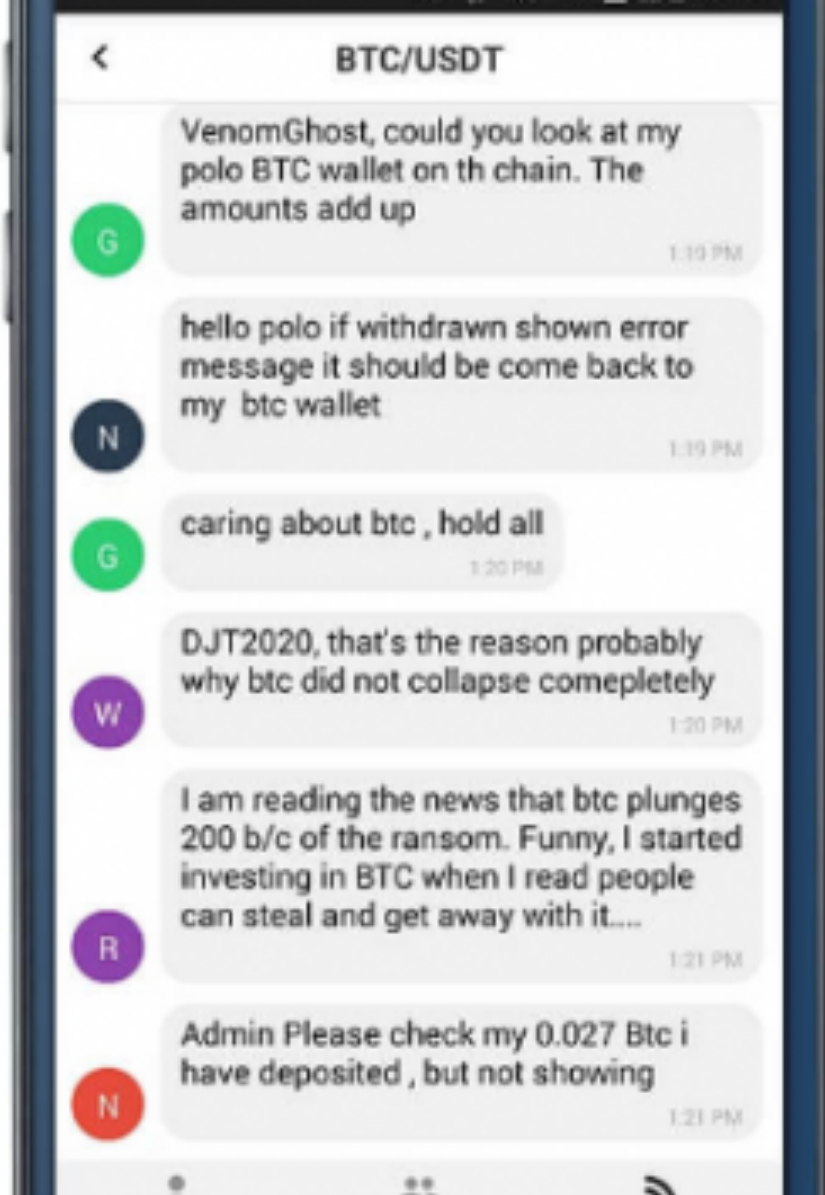 BTC/USDT
VenomGhost, could you look at my
polo BTC wallet on th chain. The
amounts add up
1:19 PM
G
hello polo if withdrawn shown error
message it should be come back to
my btc wallet
1:19 PM
N
caring about btc , hold all
1:20 PM
G
DJT2020, that's the reason probably
why btc did not collapse comepletely
1:20 PM
W
I am reading the news that btc plunges
200 b/c of the ransom. Funny, I started
investing in BTC when I read people
can steal and get away with it....
1:21 PM
R
Admin Please check my 0.027 Btc i
have deposited , but not showing
1:21 PM
N